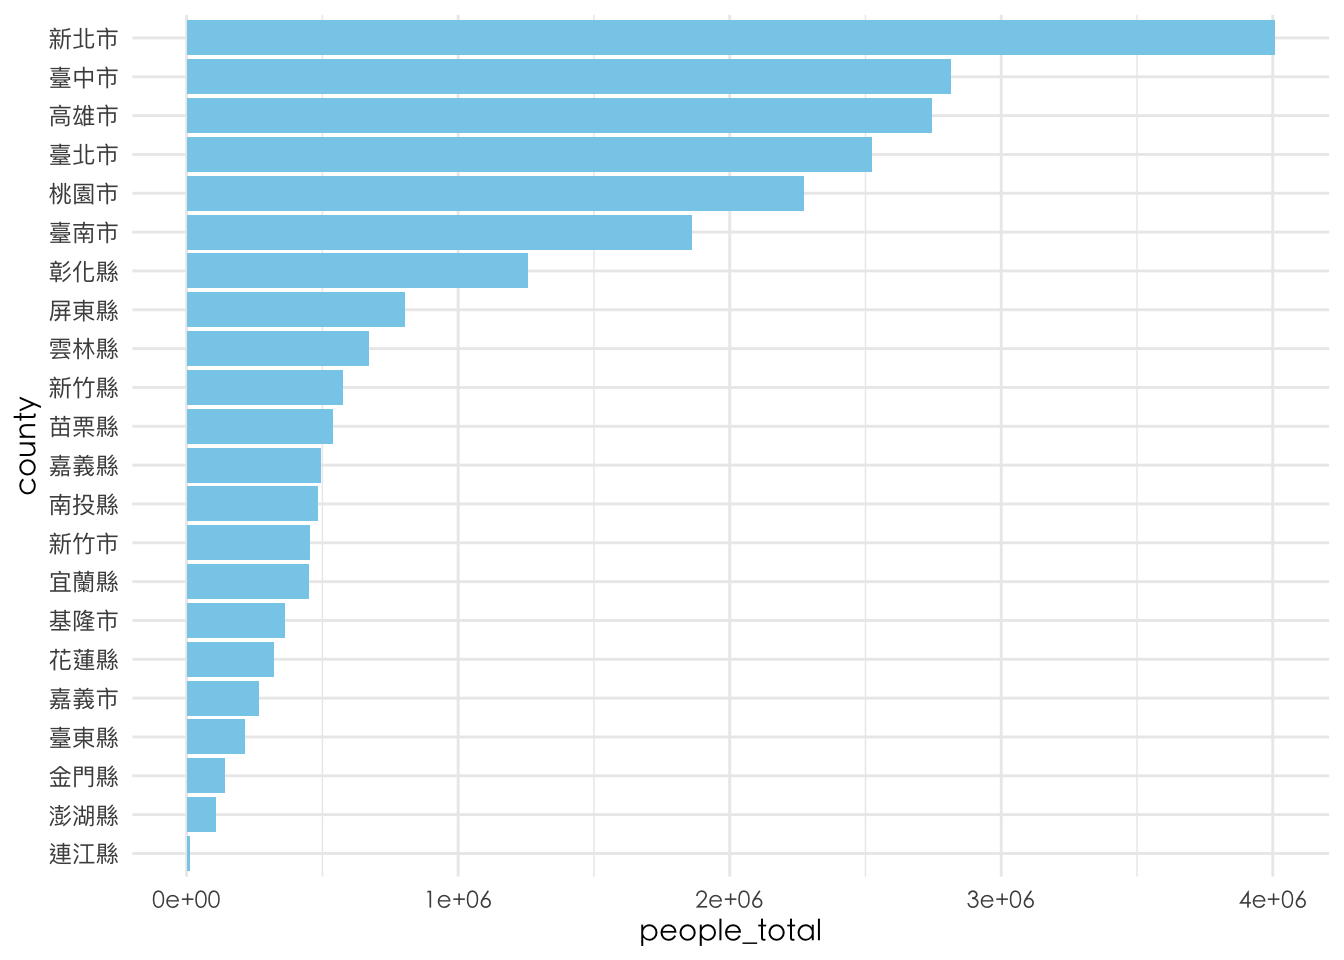 新北市
臺中市
高雄市
臺北市
桃園市
臺南市
彰化縣
屏東縣
雲林縣
新竹縣
苗栗縣
嘉義縣
南投縣
新竹市
宜蘭縣
基隆市
花蓮縣
嘉義市
臺東縣
金門縣
澎湖縣
連江縣
county
0e+00 1e+06 2e+06 3e+06 4e+06
people_total